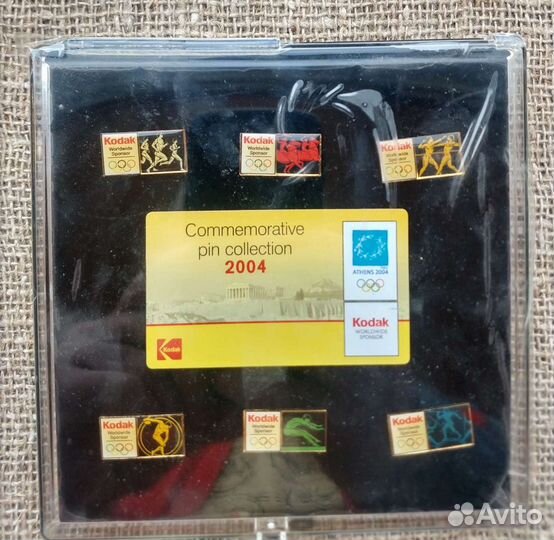 Kodak
Worldwide
Sponsor
Kodak
Worldwide
Sponsor
Kodak
Worldwide
Sponsor
Commemorative
pin collection
2004
ATHENS 2004
Kodak
WORLDWIDE
SPONSOR
Kodak
Kodak
Worldwide
Sponsor
Kodak
Worldwide
Sponsor
Kodak
Worldwide
Sponsor
Avito